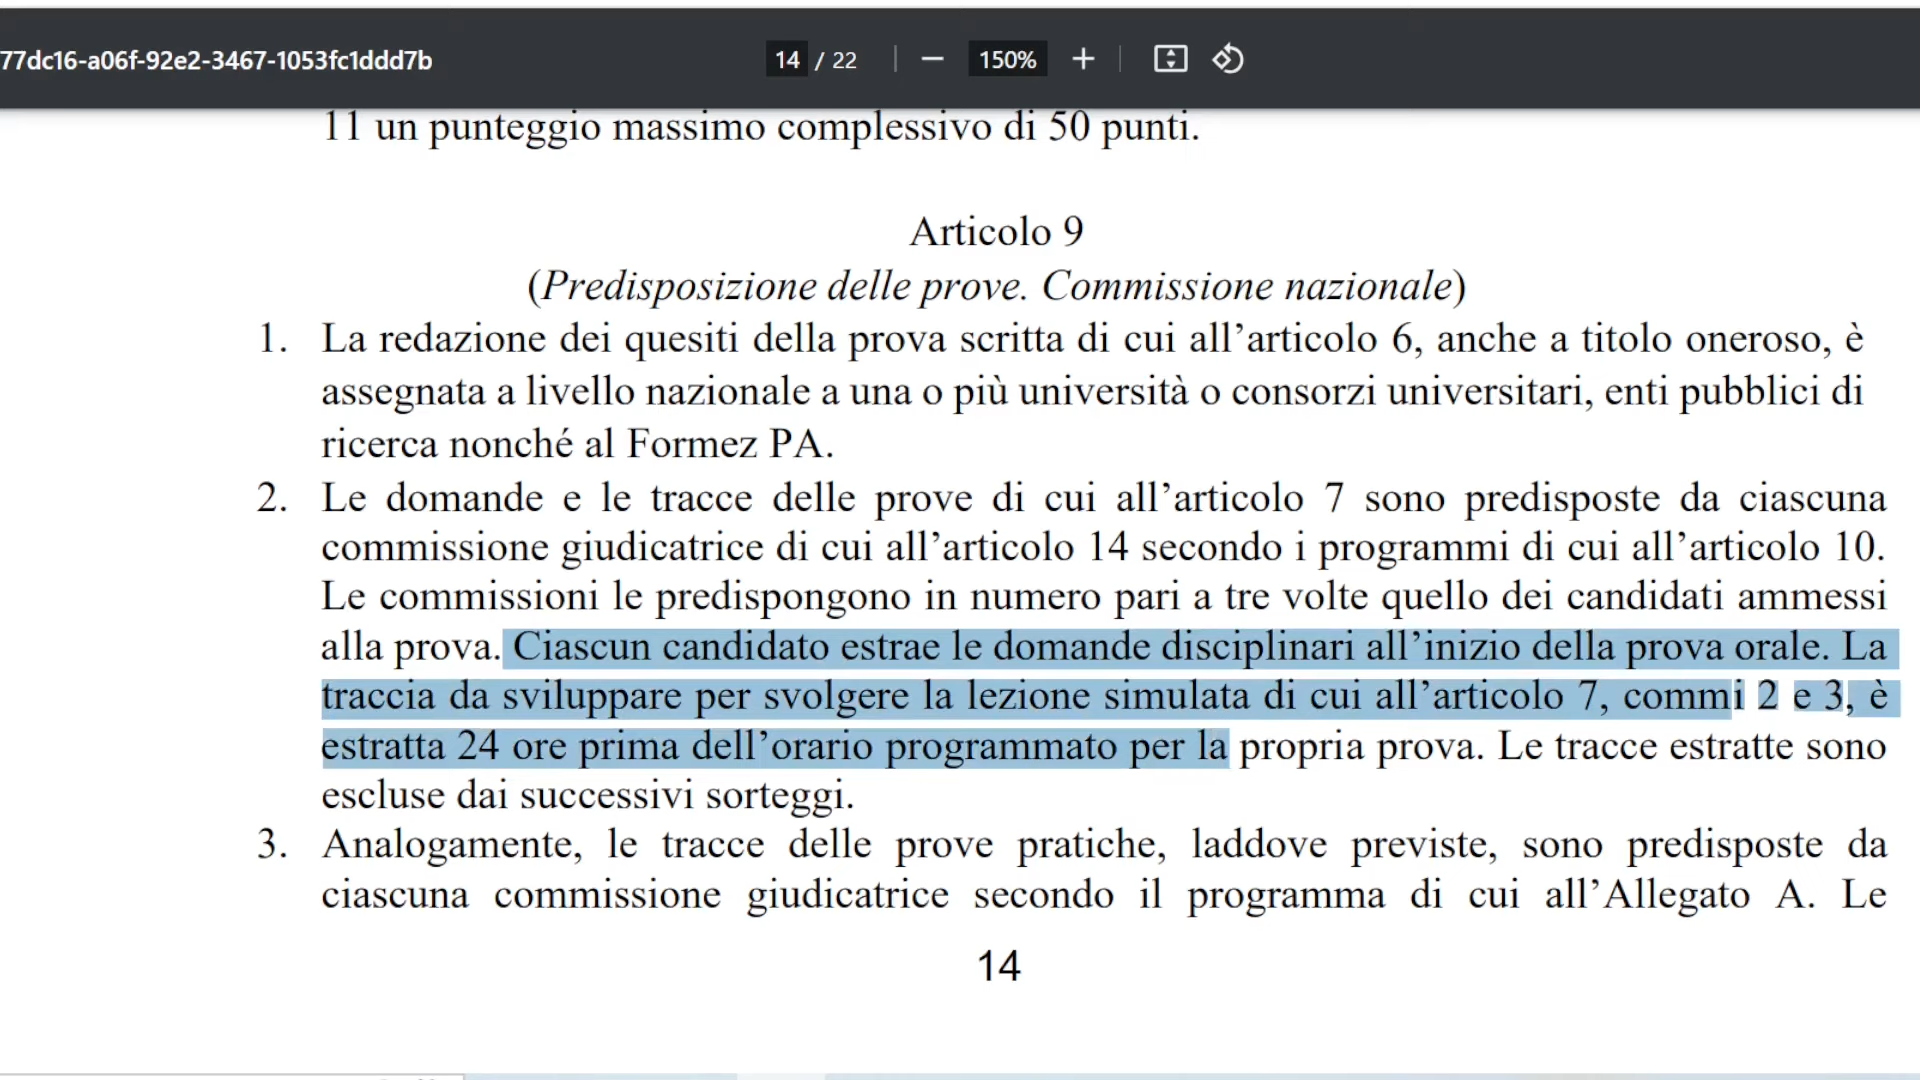 77dc16-a06f-92e2-3467-1053fc1ddd7b
14 / 22
150%
11 un punteggio massimo complessivo di 50 punti.
Articolo 9
(Predisposizione delle prove. Commissione nazionale)
1. La redazione dei quesiti della prova scritta di cui all’articolo 6, anche a titolo oneroso, è
assegnata a livello nazionale a una o più università o consorzi universitari, enti pubblici di
ricerca nonché al Formez PA.
2. Le domande e le tracce delle prove di cui all’articolo 7 sono predisposte da ciascuna
commissione giudicatrice di cui all’articolo 14 secondo i programmi di cui all’articolo 10.
Le commissioni le predispongono in numero pari a tre volte quello dei candidati ammessi
alla prova. Ciascun candidato estrae le domande disciplinari all’inizio della prova orale. La
traccia da sviluppare per svolgere la lezione simulata di cui all’articolo 7, commi 2 e 3, è
estratta 24 ore prima dell’orario programmato per la propria prova. Le tracce estratte sono
escluse dai successivi sorteggi.
3. Analogamente, le tracce delle prove pratiche, laddove previste, sono predisposte da
ciascuna commissione giudicatrice secondo il programma di cui all’Allegato A. Le
14